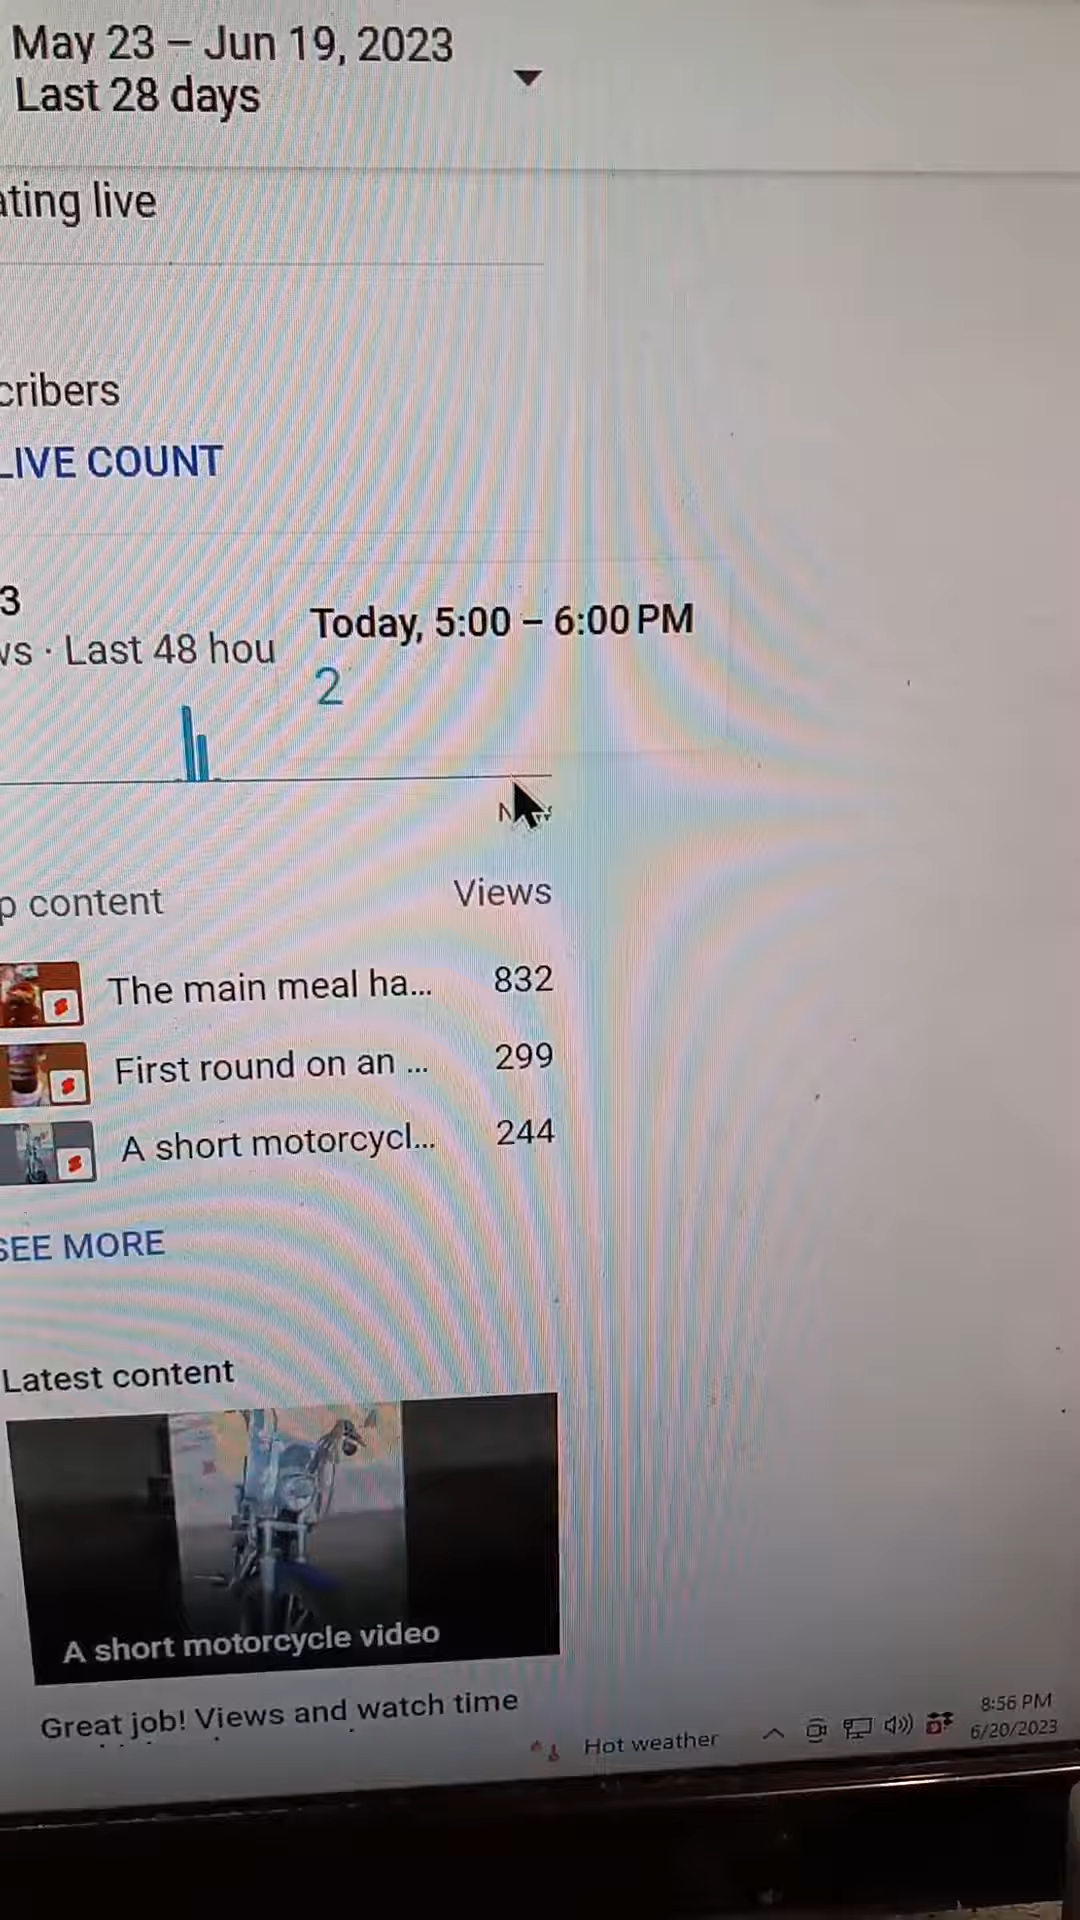 May 23 – Jun 19, 2023
Last 28 days
ating live
cribers
LIVE COUNT
3
ws · Last 48 hou
Today, 5:00 – 6:00 PM
2
p content
Views
The main meal ha...
832
First round on an ...
299
A short motorcycl...
244
SEE MORE
Latest content
A short motorcycle video
Great job! Views and watch time
Hot weather
8:56 PM
6/20/2023